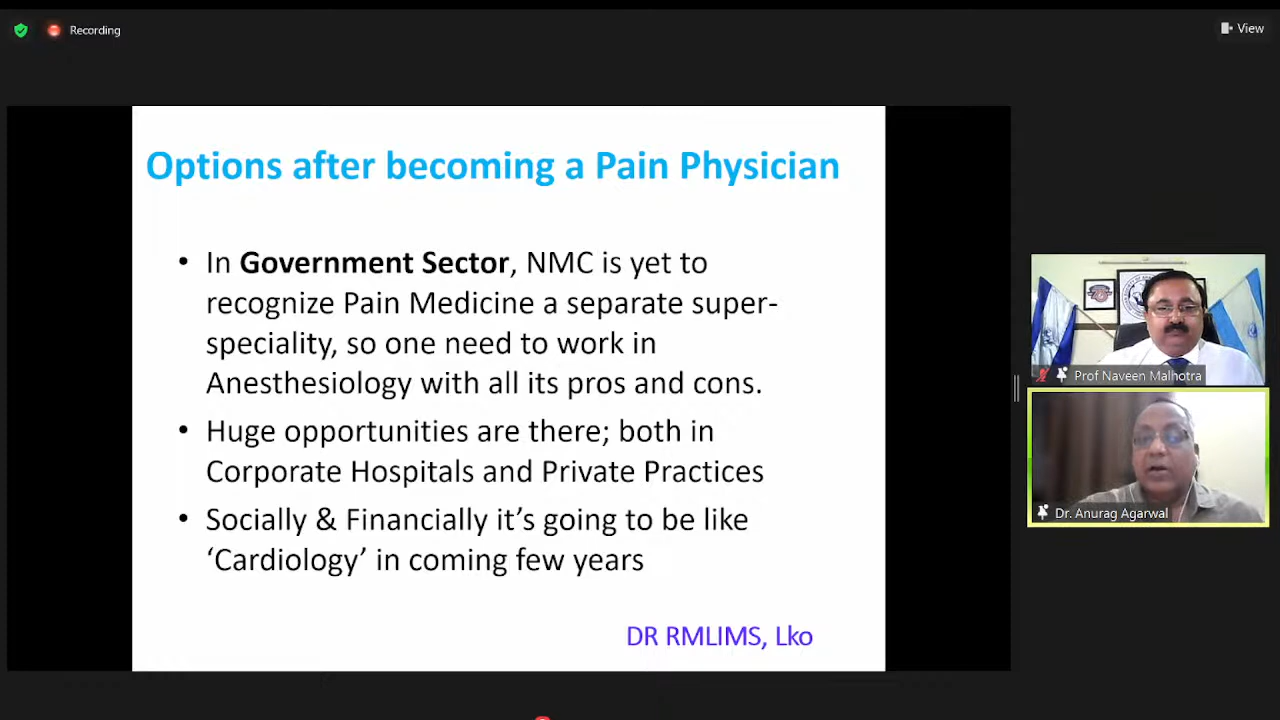 Recording
View
Options after becoming a Pain Physician
• In Government Sector, NMC is yet to
recognize Pain Medicine a separate super-
speciality, so one need to work in
Anesthesiology with all its pros and cons.
• Huge opportunities are there; both in
Corporate Hospitals and Private Practices
• Socially & Financially it’s going to be like
‘Cardiology’ in coming few years
DR RMLIMS, Lko
Prof Naveen Malhotra
Dr. Anurag Agarwal